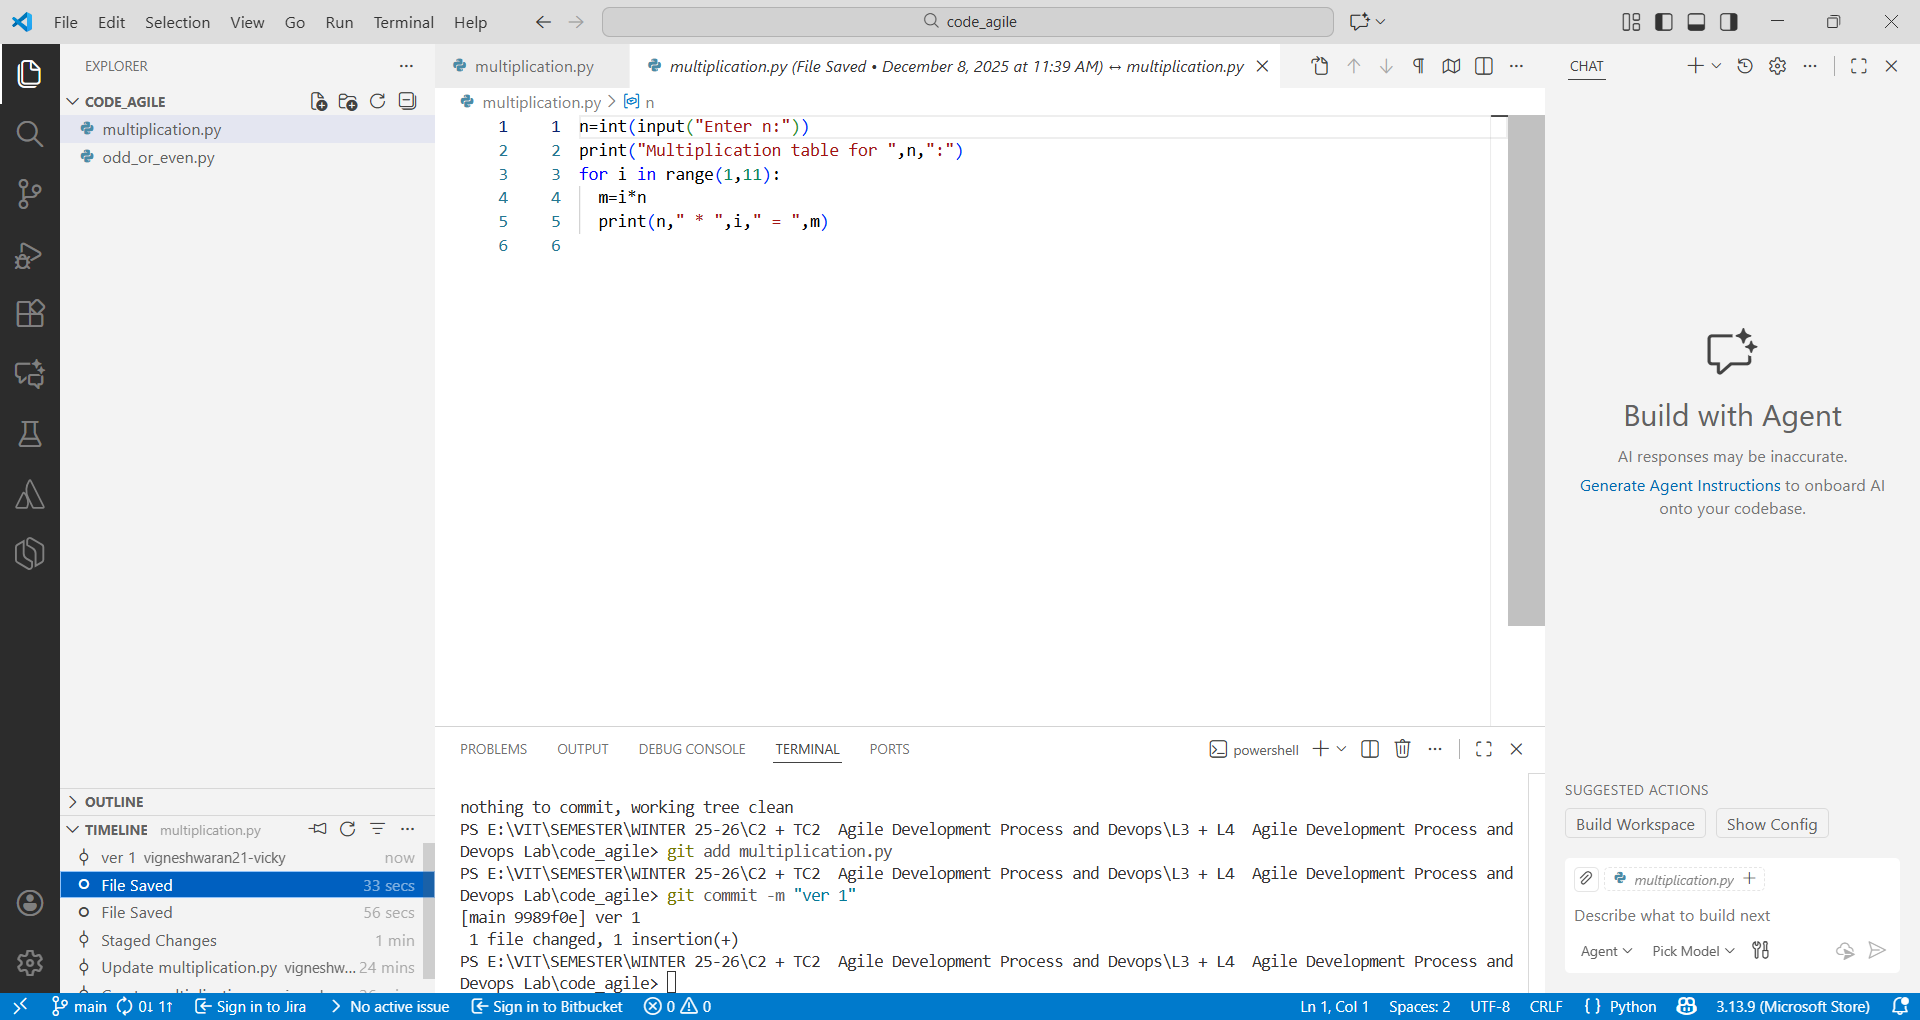 File Edit Selection View Go Run Terminal Help
code_agile
EXPLORER
CODE_AGILE
multiplication.py
odd_or_even.py
OUTLINE
TIMELINE multiplication.py
ver 1 vigneshwaran21-vicky now
File Saved 33 secs
File Saved 56 secs
Staged Changes 1 min
Update multiplication.py vigneshw... 24 mins
multiplication.py
multiplication.py (File Saved • December 8, 2025 at 11:39 AM) ↔ multiplication.py
multiplication.py > n
1 1 n=int(input("Enter n:"))
2 2 print("Multiplication table for ",n,":")
3 3 for i in range(1,11):
4 4 m=i*n
5 5 print(n," * ",i," = ",m)
6 6
PROBLEMS OUTPUT DEBUG CONSOLE TERMINAL PORTS
powershell
nothing to commit, working tree clean
PS E:\VIT\SEMESTER\WINTER 25-26\C2 + TC2  Agile Development Process and Devops\L3 + L4  Agile Development Process and
Devops Lab\code_agile> git add multiplication.py
PS E:\VIT\SEMESTER\WINTER 25-26\C2 + TC2  Agile Development Process and Devops\L3 + L4  Agile Development Process and
Devops Lab\code_agile> git commit -m "ver 1"
[main 9989f0e] ver 1
1 file changed, 1 insertion(+)
PS E:\VIT\SEMESTER\WINTER 25-26\C2 + TC2  Agile Development Process and Devops\L3 + L4  Agile Development Process and
Devops Lab\code_agile>
CHAT
Build with Agent
AI responses may be inaccurate.
Generate Agent Instructions to onboard AI
onto your codebase.
SUGGESTED ACTIONS
Build Workspace Show Config
multiplication.py
Describe what to build next
Agent Pick Model
main 0↓ 1↑ Sign in to Jira No active issue Sign in to Bitbucket 0 0
Ln 1, Col 1 Spaces: 2 UTF-8 CRLF { } Python 3.13.9 (Microsoft Store)